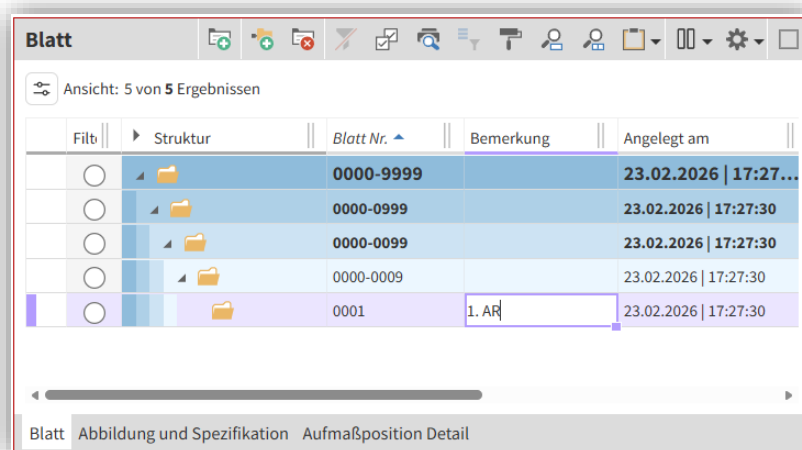 Blatt
Ansicht: 5 von 5 Ergebnissen
Filt Struktur Blatt Nr. Bemerkung Angelegt am
0000-9999 23.02.2026 | 17:27...
0000-0999 23.02.2026 | 17:27:30
0000-0099 23.02.2026 | 17:27:30
0000-0009 23.02.2026 | 17:27:30
0001 1. AR 23.02.2026 | 17:27:30
Blatt Abbildung und Spezifikation Aufmaßposition Detail